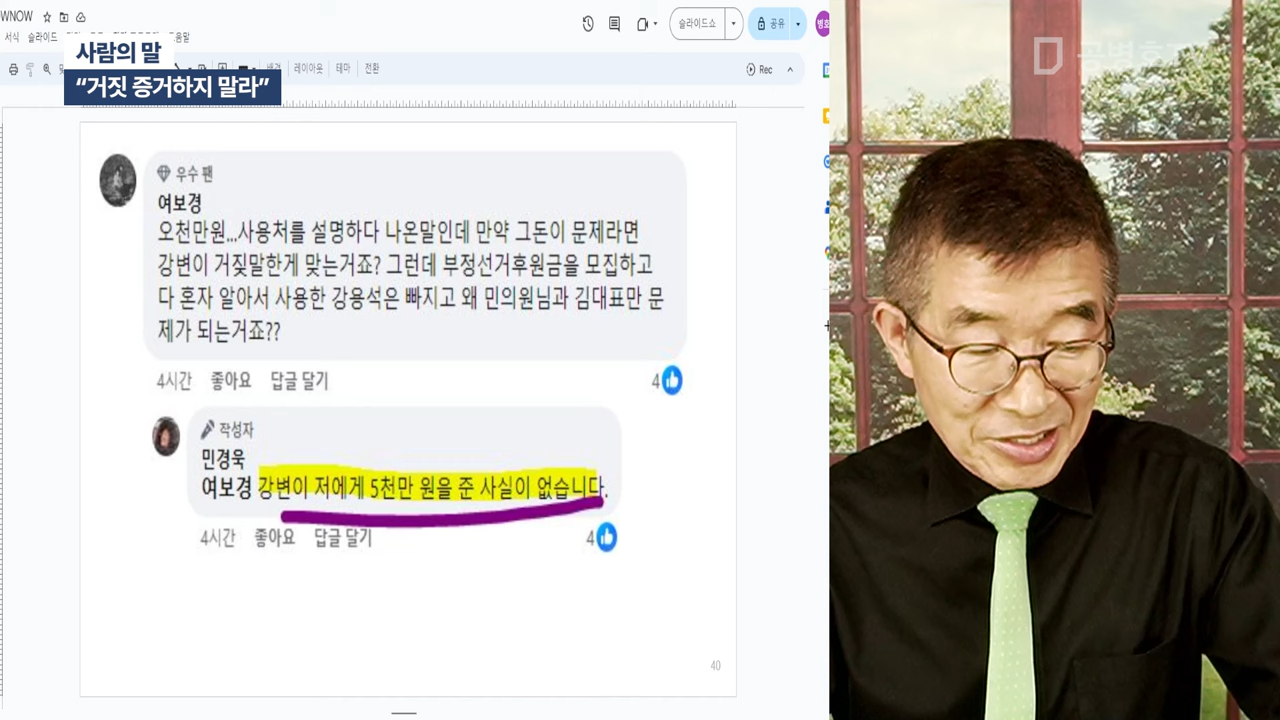 WNOW
서식 슬라이드
슬라이드쇼
공유
사람의 말
“거짓 증거하지 말라”
배경 레이아웃 테마 전환
Rec
공병호
우수 팬
여보경
오천만원...사용처를 설명하다 나온말인데 만약 그돈이 문제라면
강변이 거짖말한게 맞는거죠? 그런데 부정선거후원금을 모집하고
다 혼자 알아서 사용한 강용석은 빠지고 왜 민의원님과 김대표만 문
제가 되는거죠??
4시간 좋아요 답글 달기 4
작성자
민경욱
여보경 강변이 저에게 5천만 원을 준 사실이 없습니다.
4시간 좋아요 답글 달기 4
40